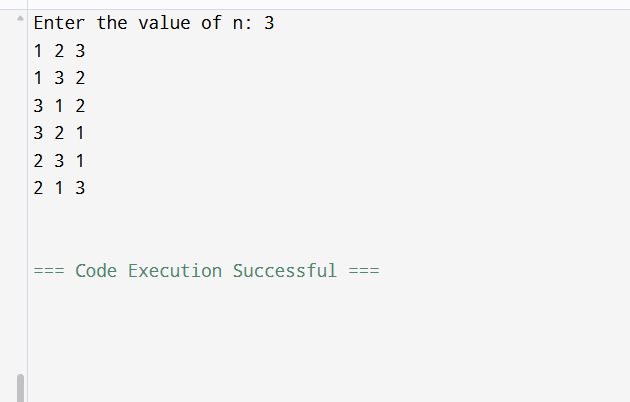 Enter the value of n: 3
1 2 3
1 3 2
3 1 2
3 2 1
2 3 1
2 1 3
=== Code Execution Successful ===